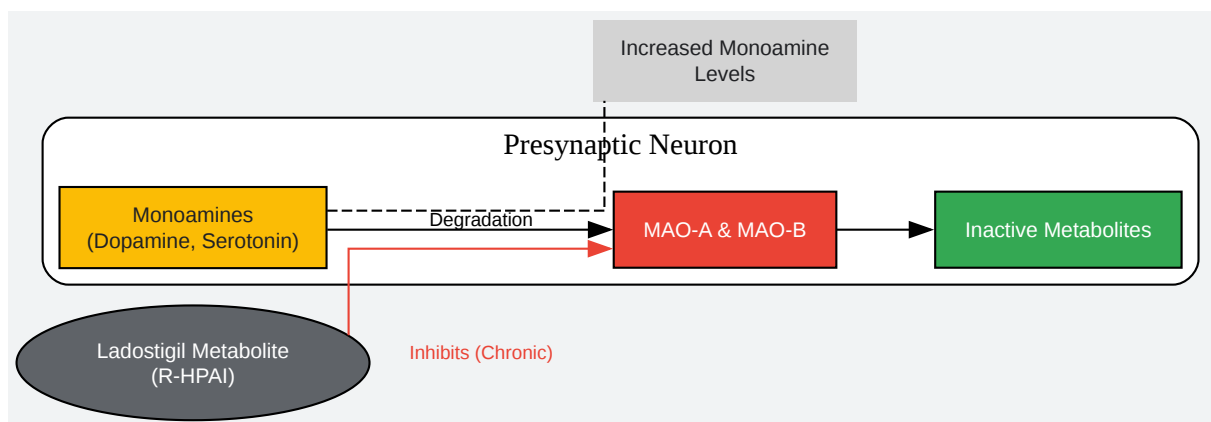 Increased Monoamine
Levels
Presynaptic Neuron
Monoamines
(Dopamine, Serotonin)
Degradation
MAO-A & MAO-B
Inactive Metabolites
Ladostigil Metabolite
(R-HPAI)
Inhibits (Chronic)